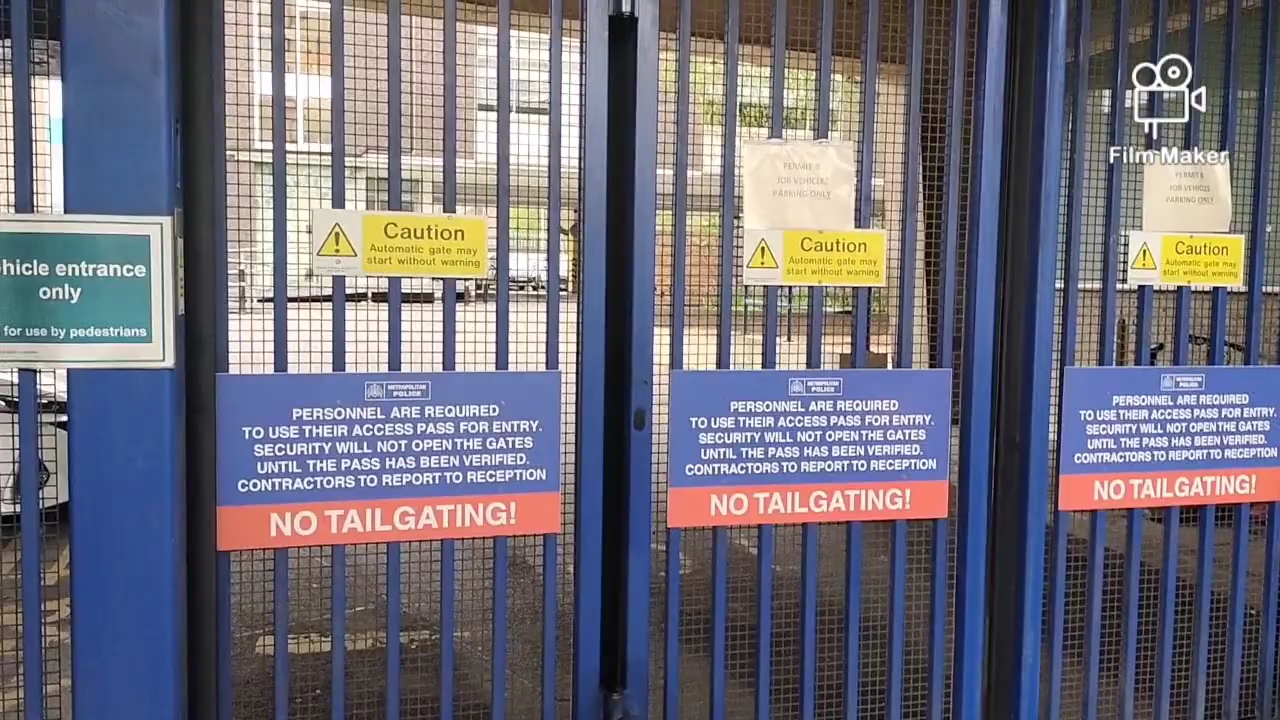 hicle entrance
only
for use by pedestrians
Caution
Automatic gate may
start without warning
METROPOLITAN
POLICE
PERSONNEL ARE REQUIRED
TO USE THEIR ACCESS PASS FOR ENTRY.
SECURITY WILL NOT OPEN THE GATES
UNTIL THE PASS HAS BEEN VERIFIED.
CONTRACTORS TO REPORT TO RECEPTION
NO TAILGATING!
PERMIT
JOB VEHICLES
PARKING ONLY
Caution
Automatic gate may
start without warning
METROPOLITAN
POLICE
PERSONNEL ARE REQUIRED
TO USE THEIR ACCESS PASS FOR ENTRY.
SECURITY WILL NOT OPEN THE GATES
UNTIL THE PASS HAS BEEN VERIFIED.
CONTRACTORS TO REPORT TO RECEPTION
NO TAILGATING!
Film Maker
PERMIT
JOB VEHICLES
PARKING ONLY
Caution
Automatic gate may
start without warning
METROPOLITAN
POLICE
PERSONNEL ARE REQUIRED
TO USE THEIR ACCESS PASS FOR ENTRY.
SECURITY WILL NOT OPEN THE GATES
UNTIL THE PASS HAS BEEN VERIFIED.
CONTRACTORS TO REPORT TO RECEPTION
NO TAILGATING!